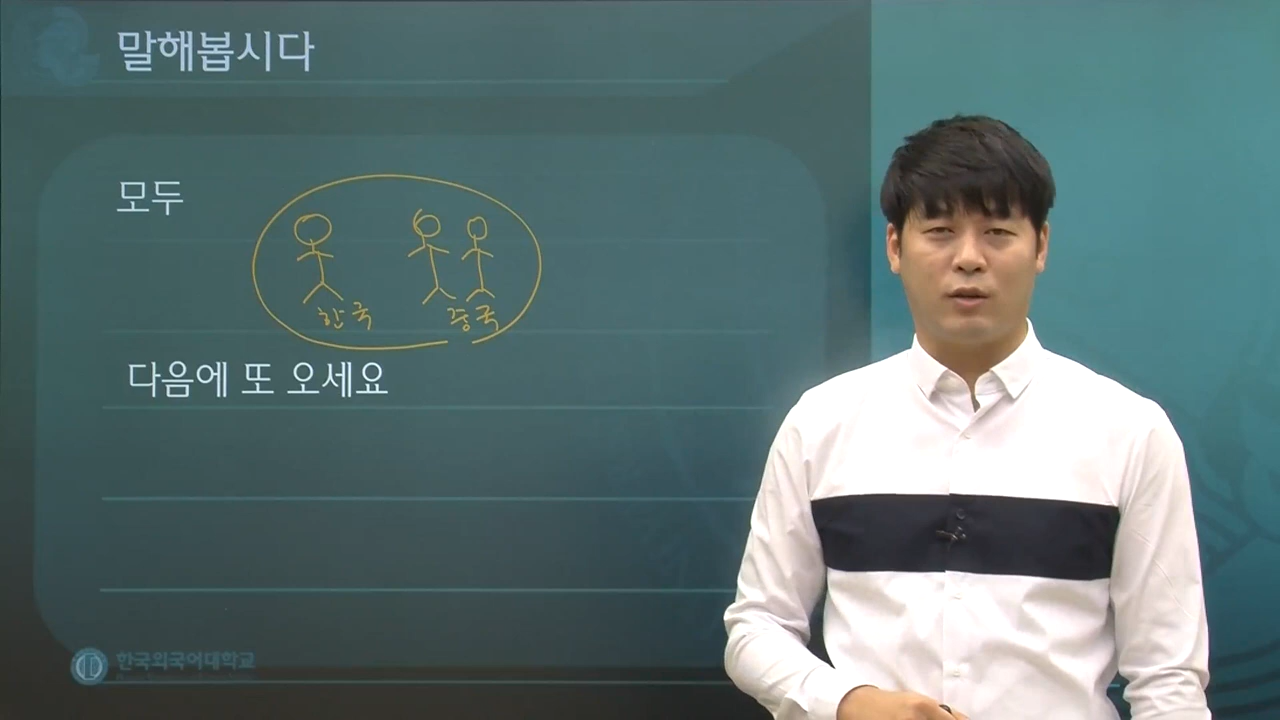 말해봅시다
모두
한국 중국
다음에 또 오세요
한국외국어대학교